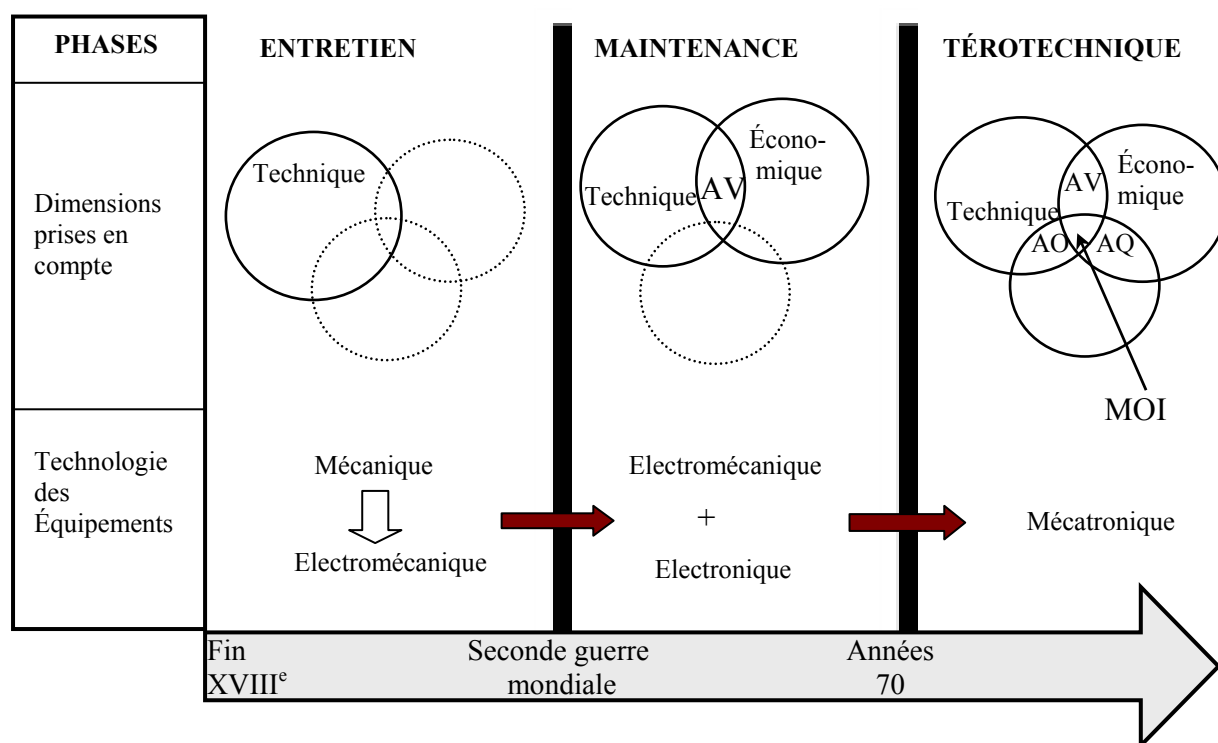 PHASES
ENTRETIEN
MAINTENANCE
TÉROTECHNIQUE
Dimensions
prises en
compte
Technique
Technique
AV
Écono-
mique
Technique
AV
Écono-
mique
AO
AQ
MOI
Technologie
des
Équipements
Mécanique
Electromécanique
Electromécanique
+
Electronique
Mécatronique
Fin
XVIIIe
Seconde guerre
mondiale
Années
70